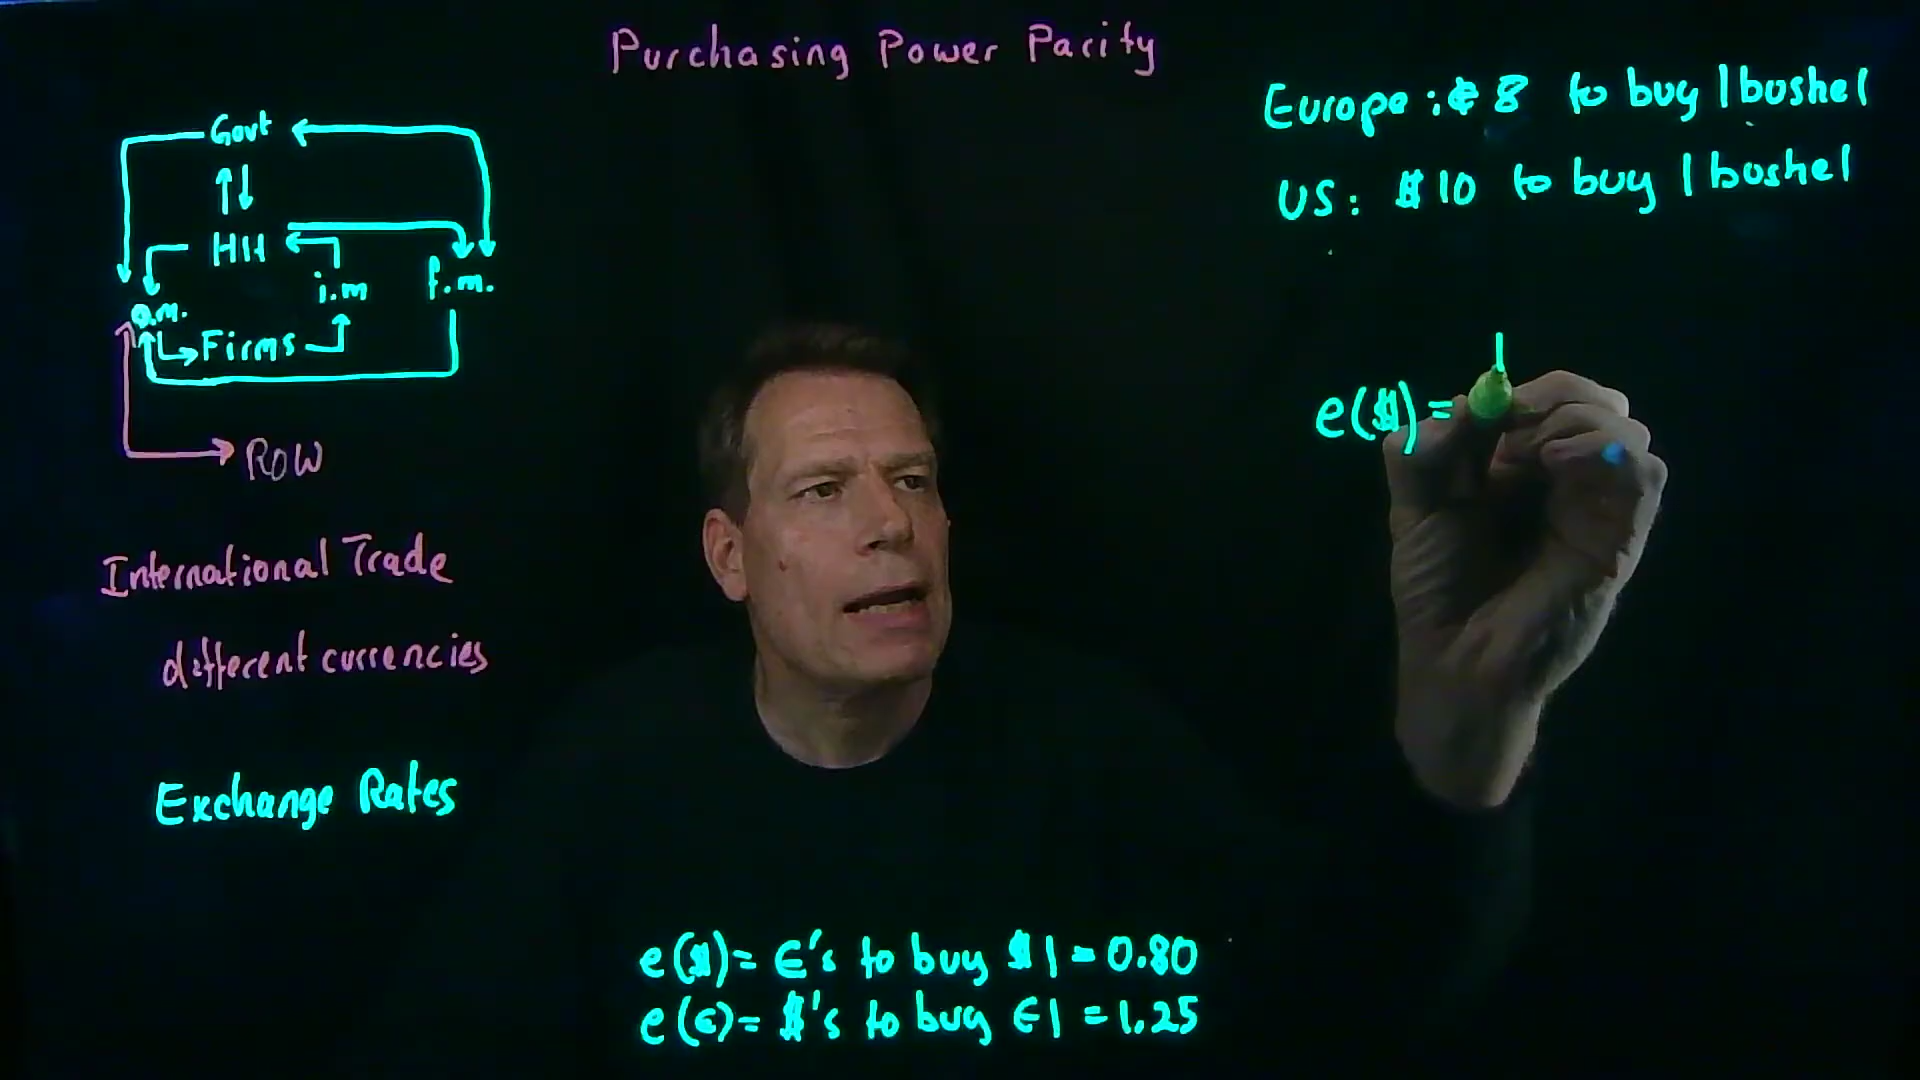 Purchasing Power Parity
Govt
HH
i.m
f.m.
o.m.
Firms
ROW
International Trade
different currencies
Exchange Rates
Europe: € 8 to buy 1 bushel
US: $10 to buy 1 bushel
e($) = 1
e($) = €'s to buy $1 = 0.80
e(€) = $'s to buy €1 = 1.25